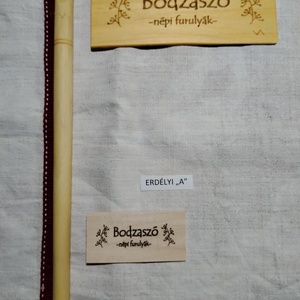 Bodzaszó
-népi furulyák-
ERDÉLYI „A”
Bodzaszó
-népi furulyák-